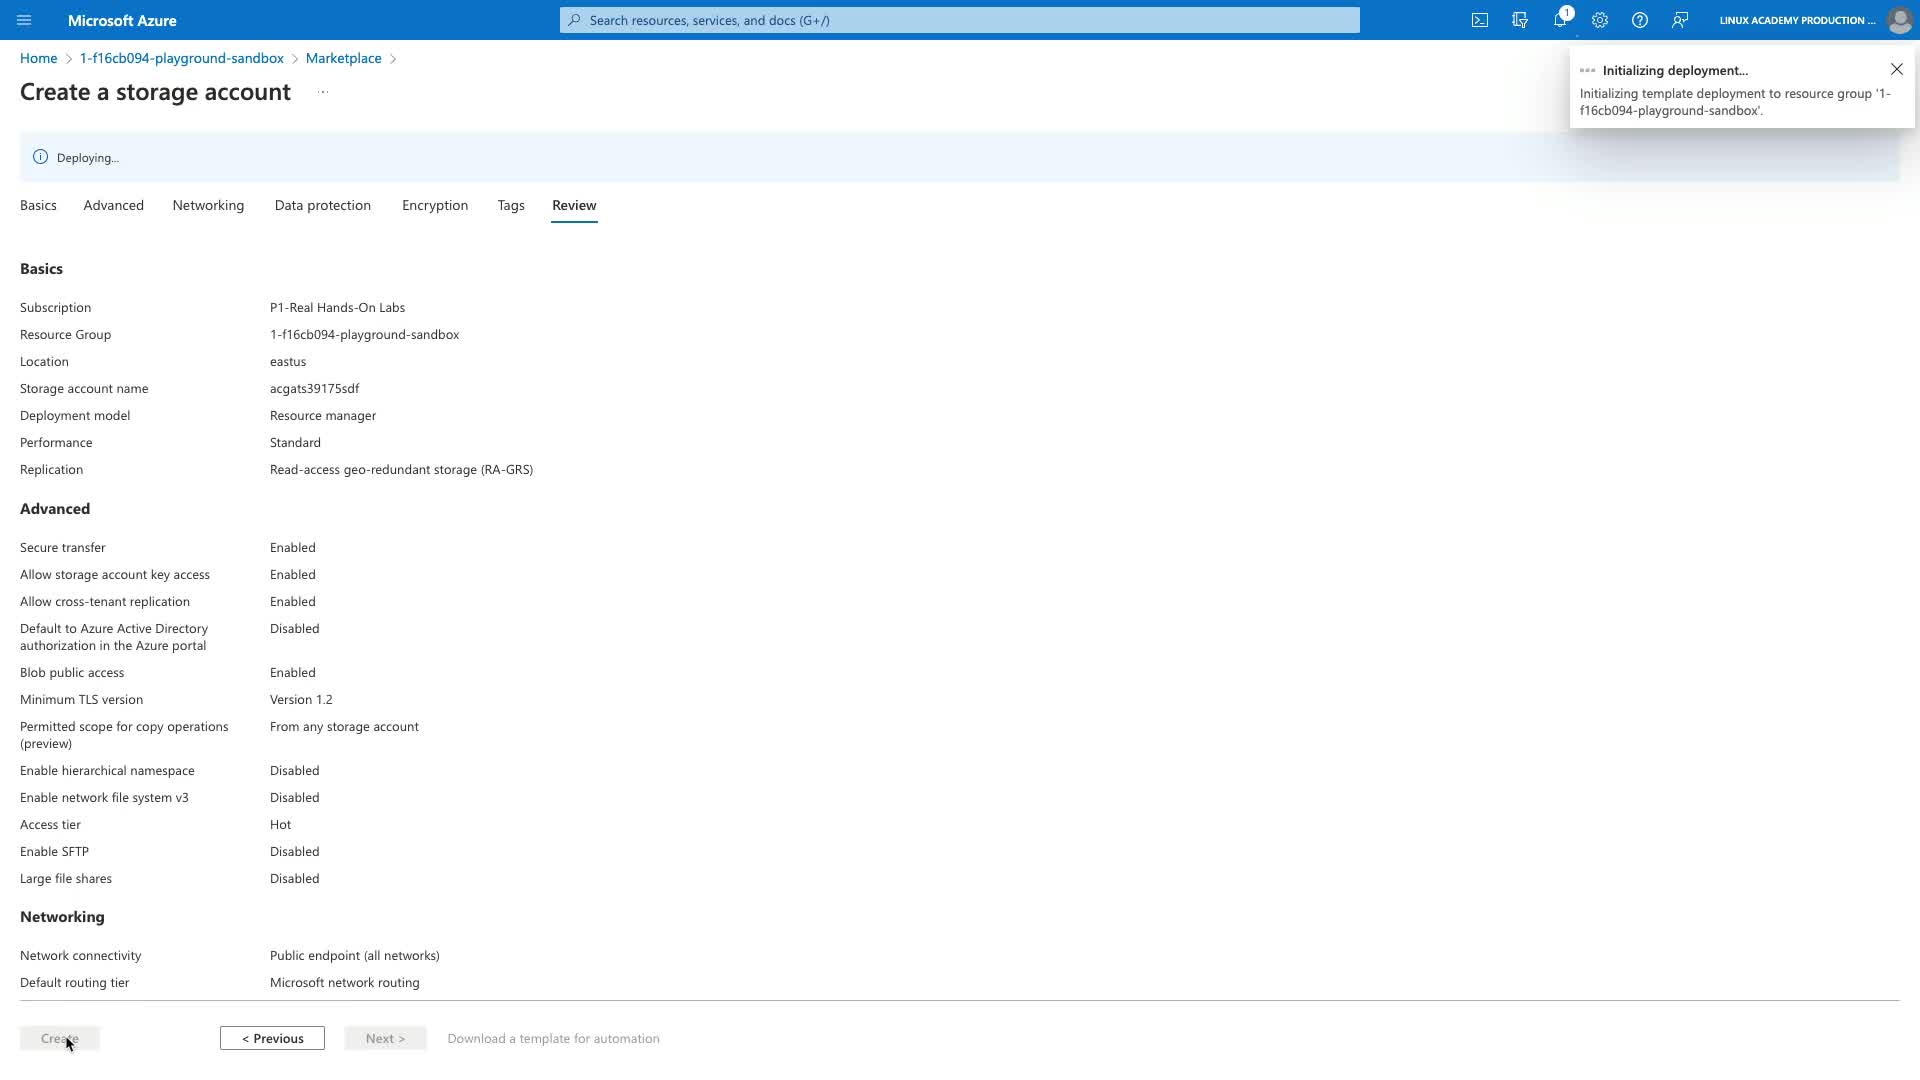 Microsoft Azure
Search resources, services, and docs (G+/)
1
LINUX ACADEMY PRODUCTION ...
Home > 1-f16cb094-playground-sandbox > Marketplace >
Create a storage account ...
Initializing deployment...
Initializing template deployment to resource group '1-
f16cb094-playground-sandbox'.
Deploying...
Basics Advanced Networking Data protection Encryption Tags Review
Basics
Subscription P1-Real Hands-On Labs
Resource Group 1-f16cb094-playground-sandbox
Location eastus
Storage account name acgats39175sdf
Deployment model Resource manager
Performance Standard
Replication Read-access geo-redundant storage (RA-GRS)
Advanced
Secure transfer Enabled
Allow storage account key access Enabled
Allow cross-tenant replication Enabled
Default to Azure Active Directory Disabled
authorization in the Azure portal
Blob public access Enabled
Minimum TLS version Version 1.2
Permitted scope for copy operations From any storage account
(preview)
Enable hierarchical namespace Disabled
Enable network file system v3 Disabled
Access tier Hot
Enable SFTP Disabled
Large file shares Disabled
Networking
Network connectivity Public endpoint (all networks)
Default routing tier Microsoft network routing
Create < Previous Next > Download a template for automation